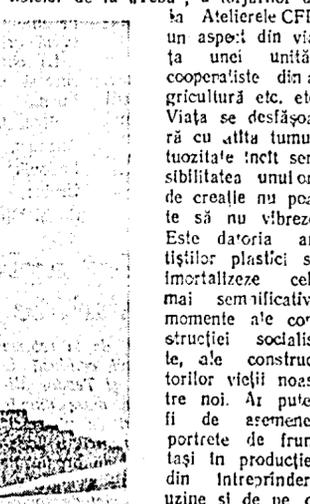 la Atelierele CFR
un aspect din via
ța unei unită
cooperatiste din a
gricultură etc. etc
Viața se desfășoa
ră cu atîta tumul
tuozitate încît sen
sibilitatea unui om
de creație nu poa
te să nu vibreze
Este datoria ar
tiștilor plastici s
imortalizeze cel
mai semnificativ
momente ale con
strucției socialis
te, ale construc
torilor vieții noas
tre noi. Ar pute
fi de asemene
portrete de frun
tași în producție
din întreprinder
uzine și de pe o